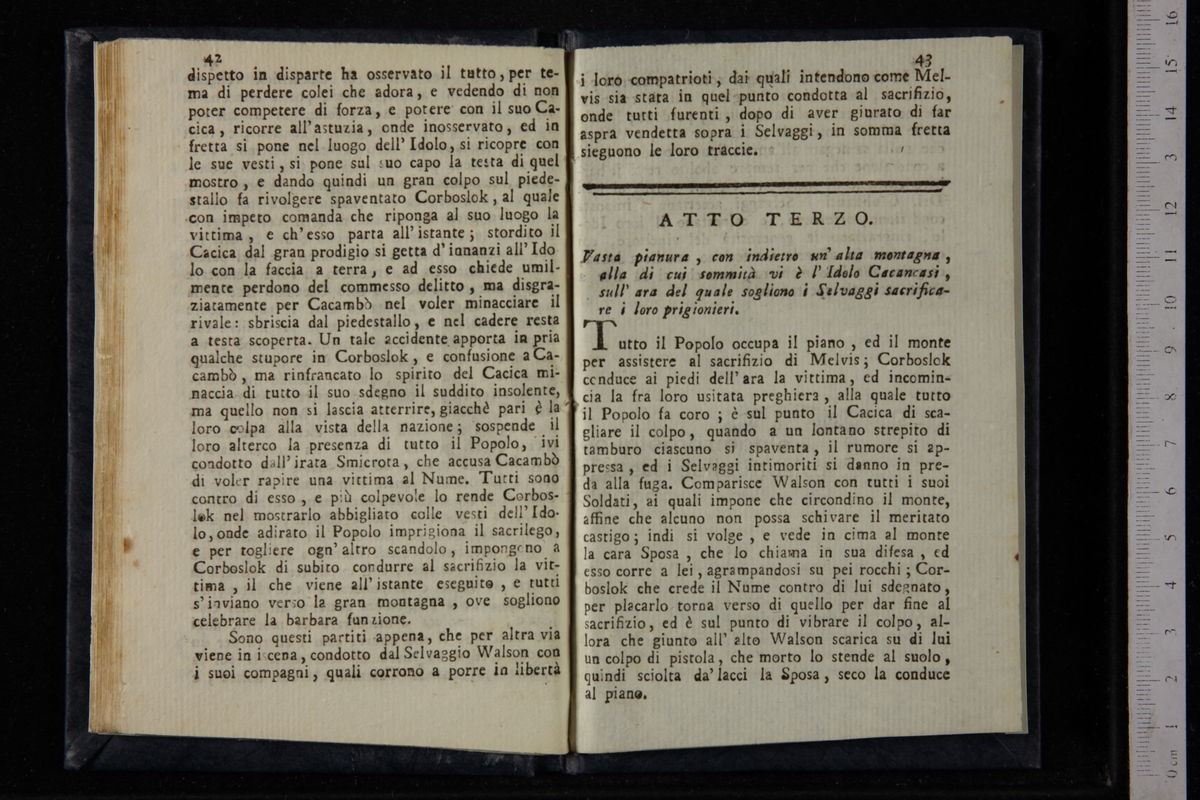 42
dispetto in disparte ha osservato il tutto, per te-
ma di perdere colei che adora, e vedendo di non
poter competere di forza, e potere con il suo Ca-
cica, ricorre all'astuzia, onde inosservato, ed in
fretta si pone nel luogo dell'Idolo, si ricopre con
le sue vesti, si pone sul suo capo la testa di quel
mostro, e dando quindi un gran colpo sul piede-
stallo fa rivolgere spaventato Corboslok, al quale
con impeto comanda che riponga al suo luogo la
vittima, e ch'esso parta all'istante; stordito il
Cacica dal gran prodigio si getta d'innanzi all'Ido
lo con la faccia a terra, e ad esso chiede umil-
mente perdono del commesso delitto, ma disgra-
ziatamente per Cacambò nel voler minacciare il
rivale: sbriscia dal piedestallo, e nel cadere resta
a testa scoperta. Un tale accidente apporta in pria
qualche stupore in Corboslok, e confusione a Ca-
cambò, ma rinfrancato lo spirito del Cacica mi-
naccia di tutto il suo sdegno il suddito insolente,
ma quello non si lascia atterrire, giacchè pari è la
loro colpa alla vista della nazione; sospende il
loro alterco la presenza di tutto il Popolo, ivi
condotto dall'irata Smicrota, che accusa Cacambò
di voler rapire una vittima al Nume. Tutti sono
contro di esso, e più colpevole lo rende Corbos-
lok nel mostrarlo abbigliato colle vesti dell'Ido-
lo, onde adirato il Popolo imprigiona il sacrilego,
e per togliere ogn'altro scandolo, impongono a
Corboslok di subito condurre al sacrifizio la vit-
tima, il che viene all'istante eseguito, e tutti
s'inviano verso la gran montagna, ove sogliono
celebrare la barbara funzione.
Sono questi partiti appena, che per altra via
viene in iscena, condotto dal Selvaggio Walson con
i suoi compagni, quali corrono a porre in libertà
43
i loro compatrioti, dai quali intendono come Mel-
vis sia stata in quel punto condotta al sacrifizio,
onde tutti furenti, dopo di aver giurato di far
aspra vendetta sopra i Selvaggi, in somma fretta
sieguono le loro traccie.
ATTO TERZO.
Vasta pianura, con indietro un'alta montagna,
alla di cui sommità vi è l'Idolo Cacancasi,
sull'ara del quale sogliono i Selvaggi sacrifica-
re i loro prigionieri.
Tutto il Popolo occupa il piano, ed il monte
per assistere al sacrifizio di Melvis; Corboslok
conduce ai piedi dell'ara la vittima, ed incomin-
cia la fra loro usitata preghiera, alla quale tutto
il Popolo fa coro; è sul punto il Cacica di sca-
gliare il colpo, quando a un lontano strepito di
tamburo ciascuno si spaventa, il rumore si ap-
pressa, ed i Selvaggi intimoriti si danno in pre-
da alla fuga. Comparisce Walson con tutti i suoi
Soldati, ai quali impone che circondino il monte,
affine che alcuno non possa schivare il meritato
castigo; indi si volge, e vede in cima al monte
la cara Sposa, che lo chiama in sua difesa, ed
esso corre a lei, agrampandosi su pei rocchi; Cor-
boslok che crede il Nume contro di lui sdegnato,
per placarlo torna verso di quello per dar fine al
sacrifizio, ed è sul punto di vibrare il colpo, al-
lora che giunto all'alto Walson scarica su di lui
un colpo di pistola, che morto lo stende al suolo,
quindi sciolta da'lacci la Sposa, seco la conduce
al piano.
0 cm 1 2 3 4 5 6 7 8 9 10 11 12 13 14 15 16